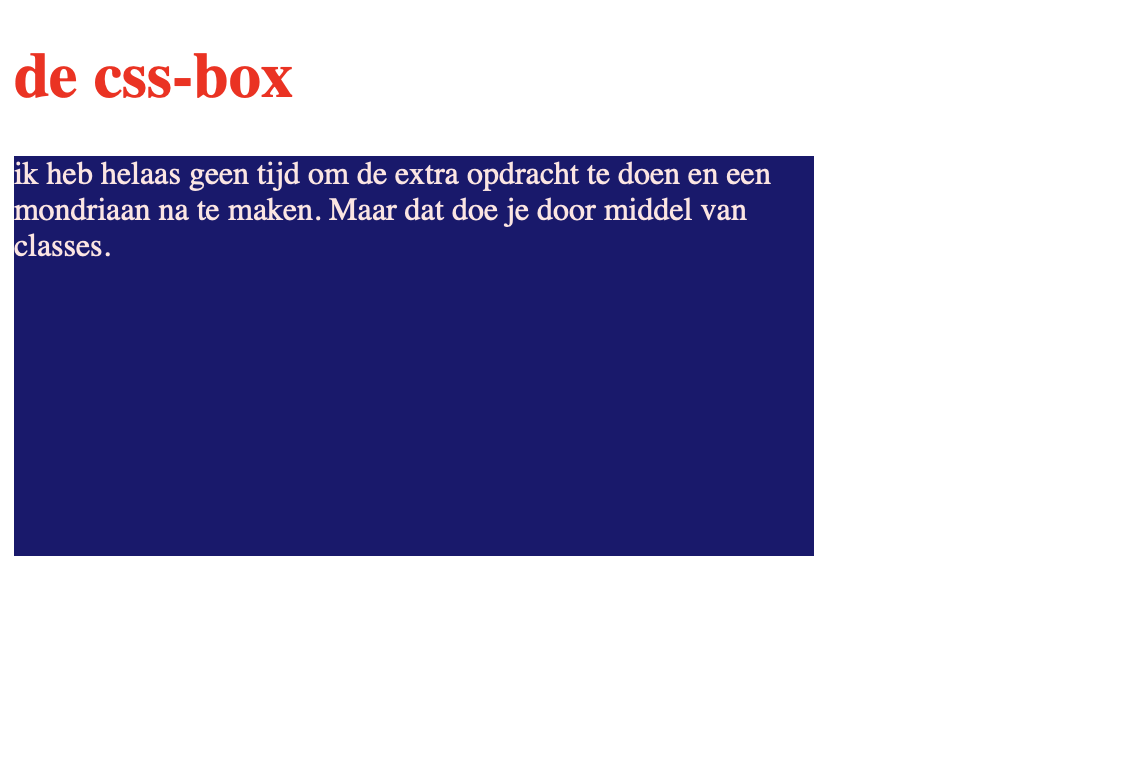 de css-box
ik heb helaas geen tijd om de extra opdracht te doen en een
mondriaan na te maken. Maar dat doe je door middel van
classes.